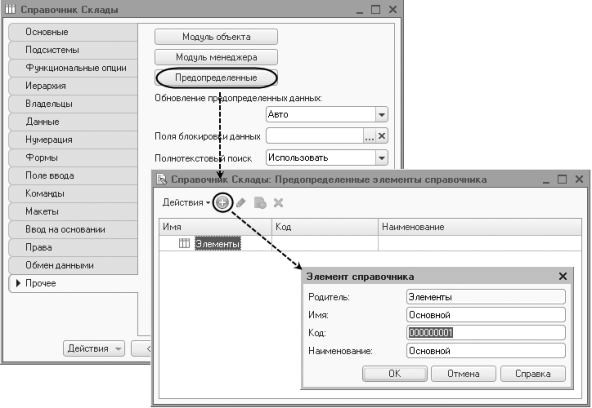 Справочник Склады
Основные
Подсистемы
Функциональные опции
Иерархия
Владельцы
Данные
Нумерация
Формы
Поле ввода
Команды
Макеты
Ввод на основании
Права
Обмен данными
Прочее
Действия
Модуль объекта
Модуль менеджера
Предопределенные
Обновление предопределенных данных:
Авто
Поля блокировки данных
...
Полнотекстовый поиск
Использовать
Справочник Склады: Предопределенные элементы справочника
Действия
Имя Код Наименование
Элементы
Элемент справочника
Родитель: Элементы
Имя: Основной
Код: 000000001
Наименование: Основной
ОК Отмена Справка